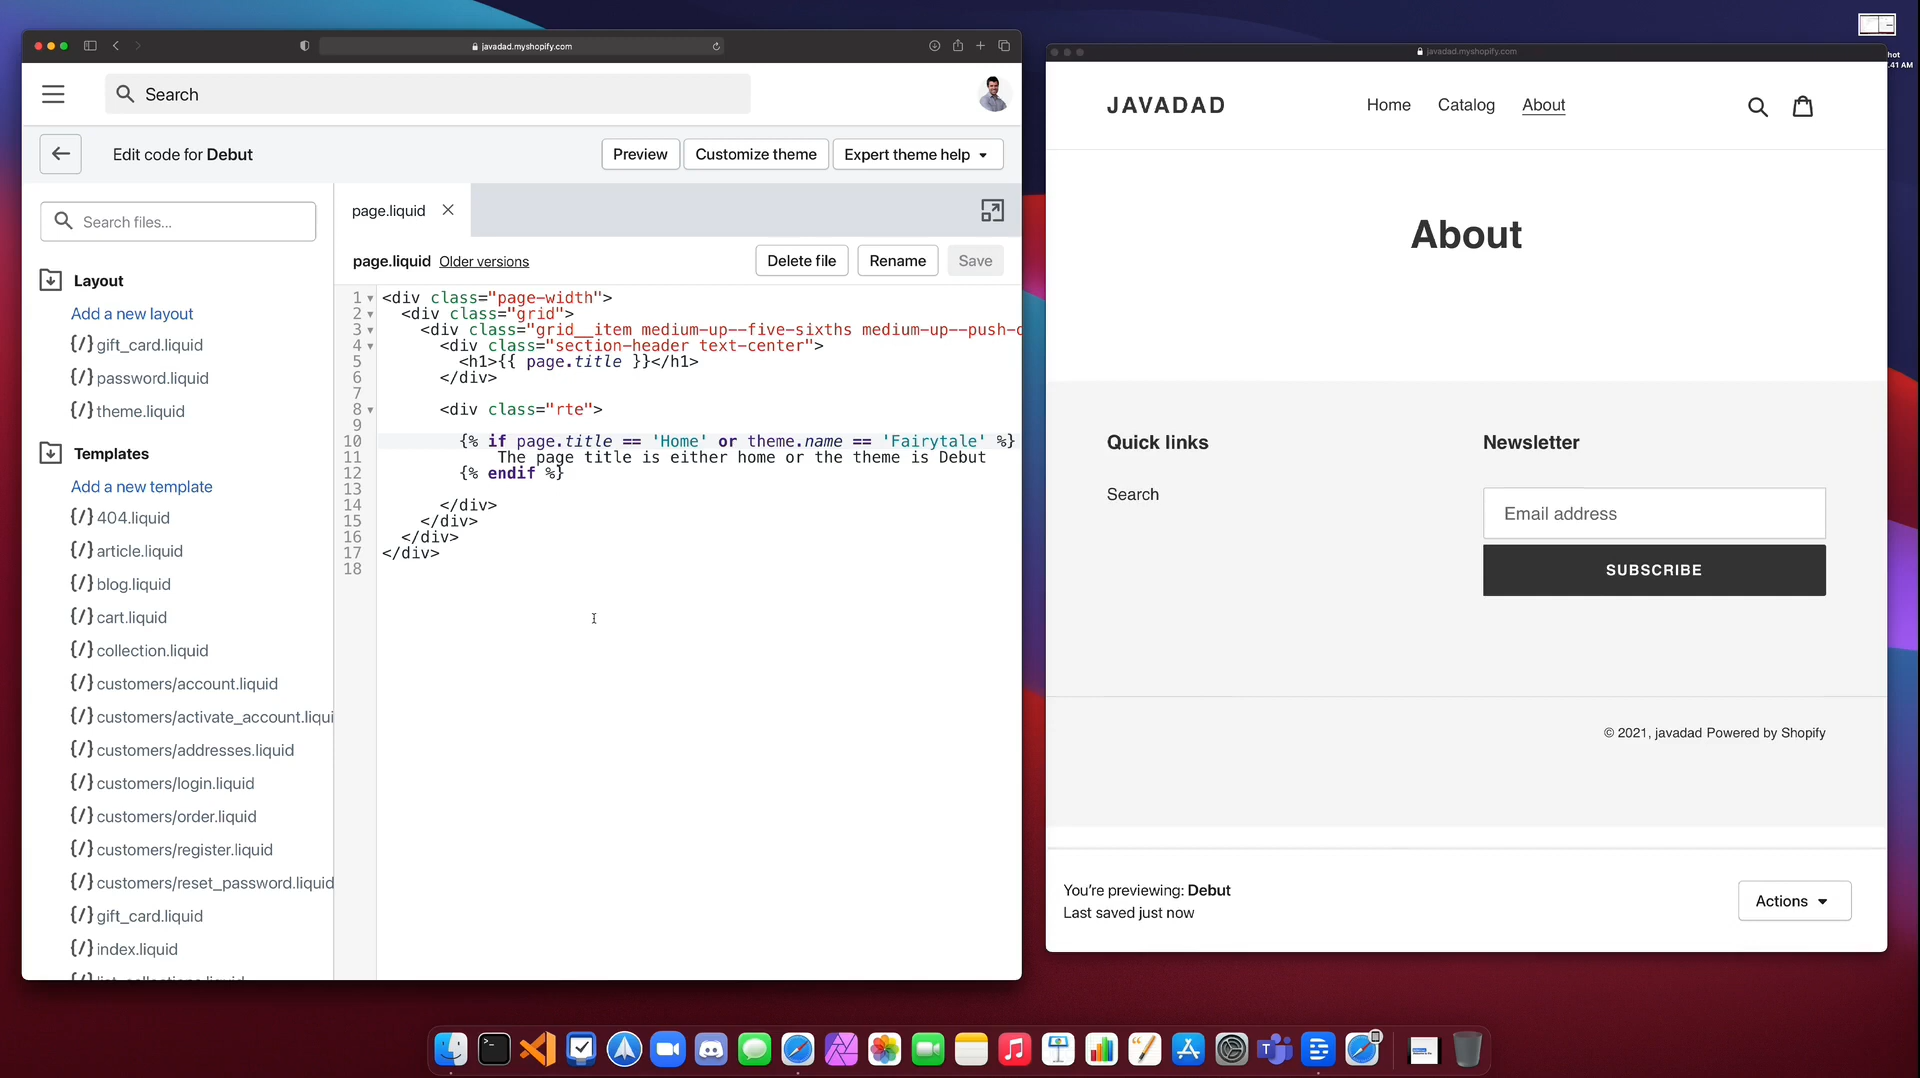 javadad.myshopify.com
Search
Edit code for Debut
Preview
Customize theme
Expert theme help
Search files...
Layout
Add a new layout
{/} gift_card.liquid
{/} password.liquid
{/} theme.liquid
Templates
Add a new template
{/} 404.liquid
{/} article.liquid
{/} blog.liquid
{/} cart.liquid
{/} collection.liquid
{/} customers/account.liquid
{/} customers/activate_account.liqui
{/} customers/addresses.liquid
{/} customers/login.liquid
{/} customers/order.liquid
{/} customers/register.liquid
{/} customers/reset_password.liquid
{/} gift_card.liquid
{/} index.liquid
page.liquid
page.liquid Older versions
Delete file
Rename
Save
1 <div class="page-width">
2 <div class="grid">
3 <div class="grid__item medium-up--five-sixths medium-up--push-o
4 <div class="section-header text-center">
5 <h1>{{ page.title }}</h1>
6 </div>
7
8 <div class="rte">
9
10 {% if page.title == 'Home' or theme.name == 'Fairytale' %}
11 The page title is either home or the theme is Debut
12 {% endif %}
13
14 </div>
15 </div>
16 </div>
17 </div>
18
javadad.myshopify.com
JAVADAD
Home
Catalog
About
About
Quick links
Search
Newsletter
Email address
SUBSCRIBE
© 2021, javadad Powered by Shopify
You're previewing: Debut
Last saved just now
Actions
hot
.41 AM